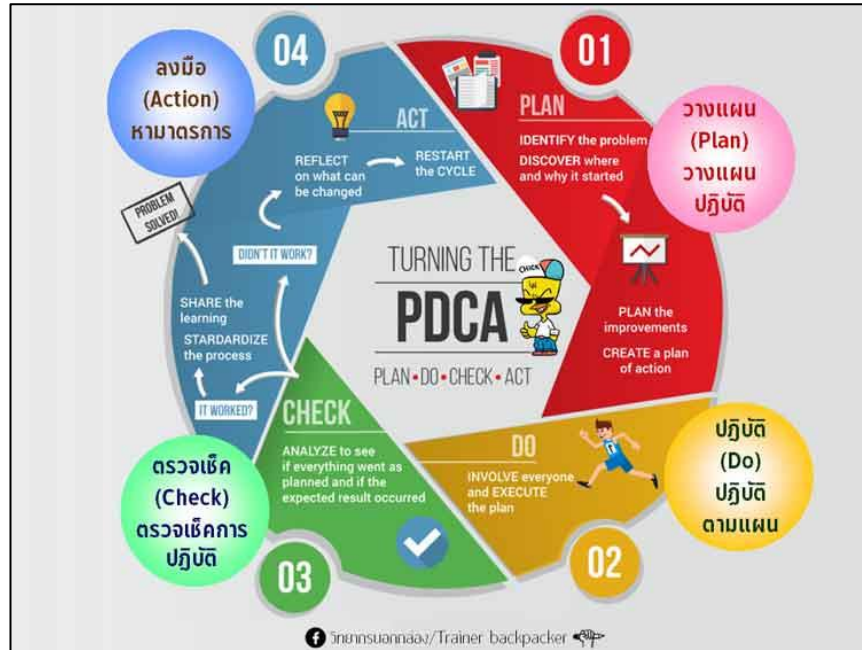 01
PLAN
IDENTIFY the problem
DISCOVER where
and why it started
PLAN the
improvements
CREATE a plan
of action
วางแผน
(Plan)
วางแผน
ปฏิบัติ
DO
INVOLVE everyone
and EXECUTE
the plan
02
ปฏิบัติ
(Do)
ปฏิบัติ
ตามแผน
CHECK
ANALYZE to see
if everything went as
planned and if the
expected result occurred
03
ตรวจเช็ค
(Check)
ตรวจเช็คการ
ปฏิบัติ
04
ACT
IT WORKED?
SHARE the
learning
STARDARDIZE
the process
PROBLEM
SOLVED!
DIDN'T IT WORK?
REFLECT
on what can
be changed
RESTART
the CYCLE
ลงมือ
(Action)
หามาตรการ
TURNING THE
PDCA
PLAN•DO•CHECK•ACT
CHICK
วิทยากรนอกกล่อง/Trainer backpacker